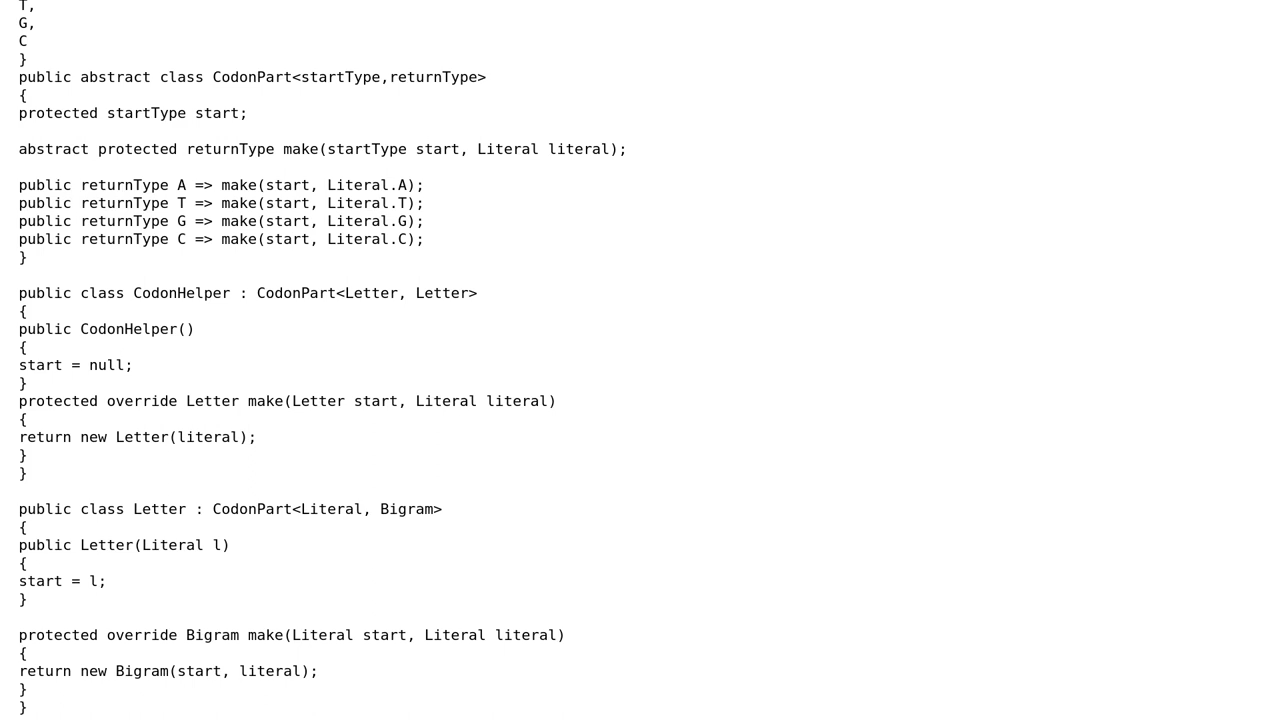 T,
G,
C
}
public abstract class CodonPart<startType,returnType>
{
protected startType start;
abstract protected returnType make(startType start, Literal literal);
public returnType A => make(start, Literal.A);
public returnType T => make(start, Literal.T);
public returnType G => make(start, Literal.G);
public returnType C => make(start, Literal.C);
}
public class CodonHelper : CodonPart<Letter, Letter>
{
public CodonHelper()
{
start = null;
}
protected override Letter make(Letter start, Literal literal)
{
return new Letter(literal);
}
}
public class Letter : CodonPart<Literal, Bigram>
{
public Letter(Literal l)
{
start = l;
}
protected override Bigram make(Literal start, Literal literal)
{
return new Bigram(start, literal);
}
}